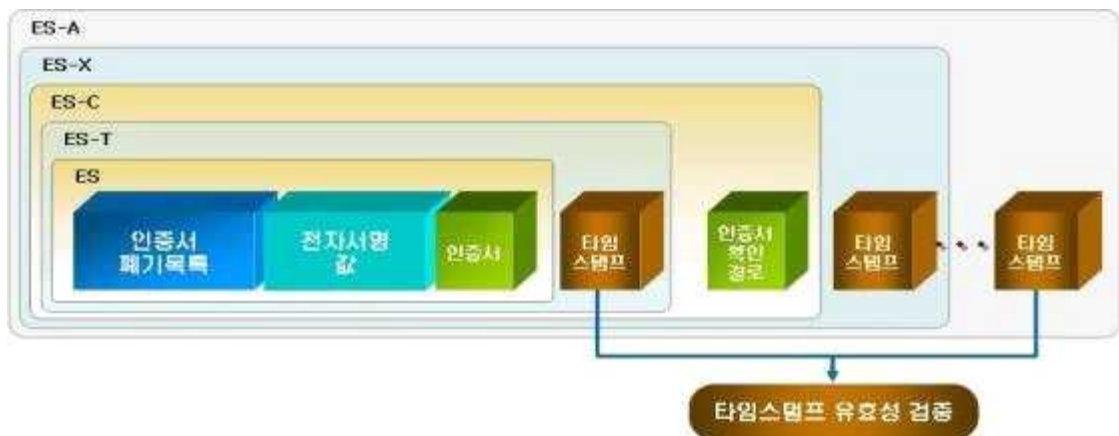 ES-A
ES-X
ES-C
ES-T
ES
인증서
폐기목록
전자서명
값
인증서
타임
스탬프
인증서
확인
경로
타임
스탬프
타임
스탬프
타임스탬프 유효성 검증